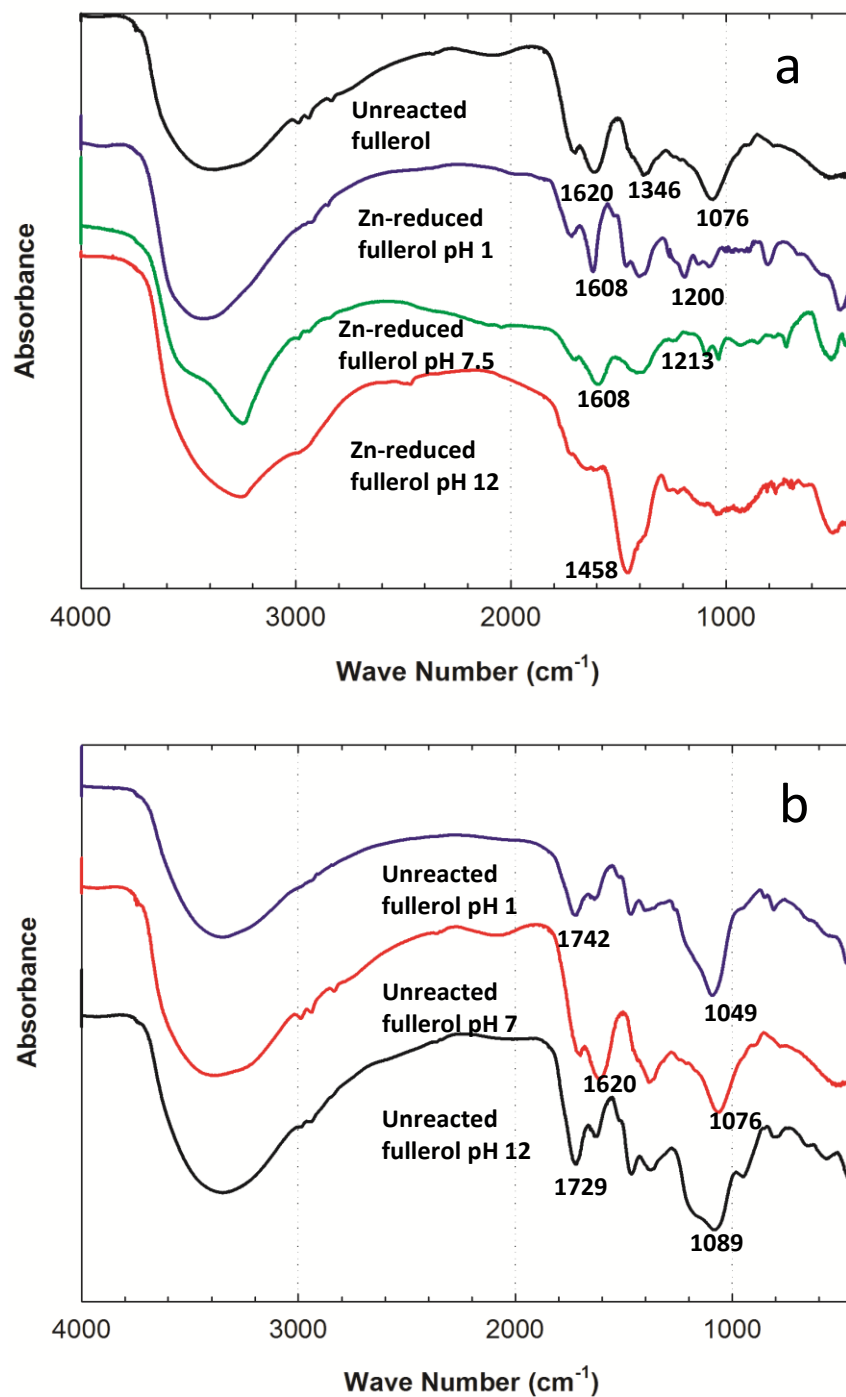 a
Unreacted
fullerol
1620
1346
1076
Zn-reduced
fullerol pH 1
1608
1200
Zn-reduced
fullerol pH 7.5
1213
1608
Zn-reduced
fullerol pH 12
1458
Absorbance
4000 3000 2000 1000
Wave Number (cm⁻¹)
b
Unreacted
fullerol pH 1
1742
1049
Unreacted
fullerol pH 7
1620
1076
Unreacted
fullerol pH 12
1729
1089
Absorbance
4000 3000 2000 1000
Wave Number (cm⁻¹)